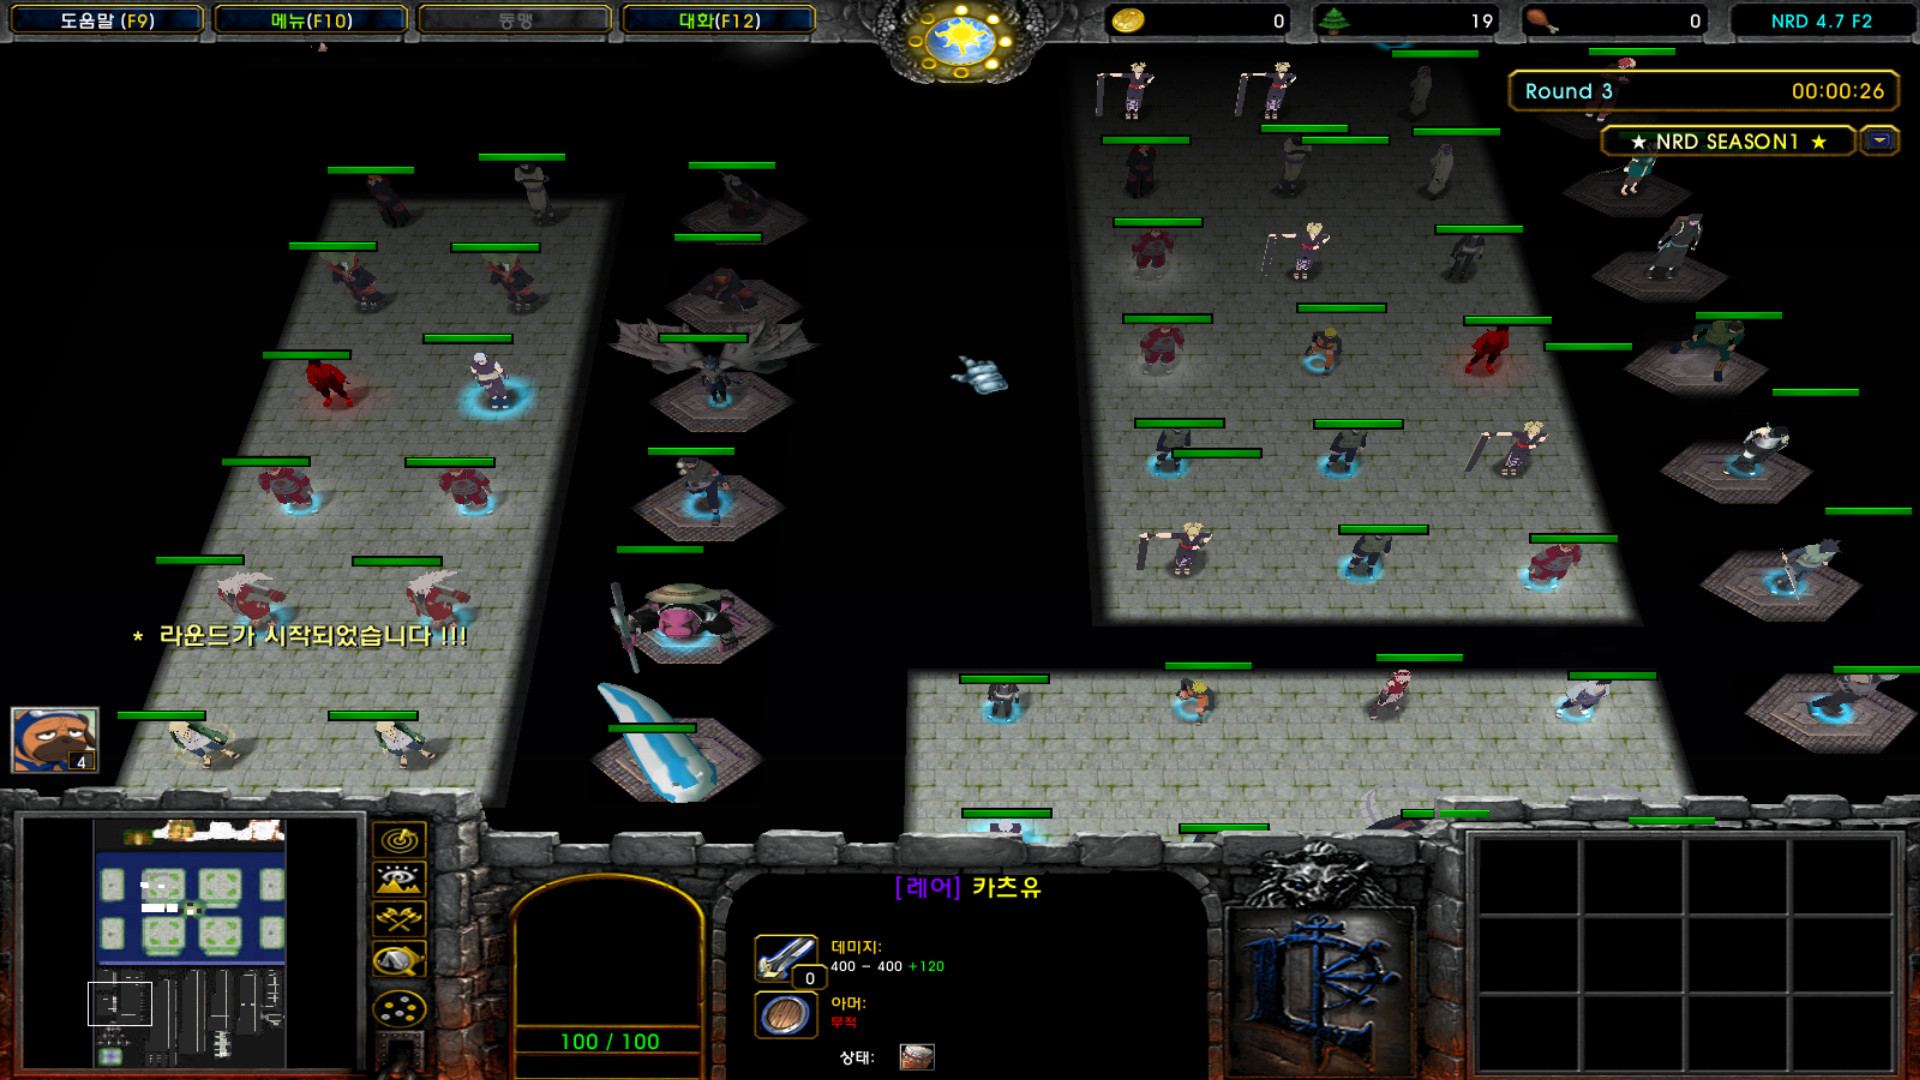 도움말 (F9)
메뉴(F10)
동맹
대화(F12)
0
19
0
NRD 4.7 F2
Round 3
00:00:26
★ NRD SEASON1 ★
* 라운드가 시작되었습니다 !!!
4
[레어] 카츠유
데미지:
400 - 400 +120
0
아머:
무적
상태:
100 / 100